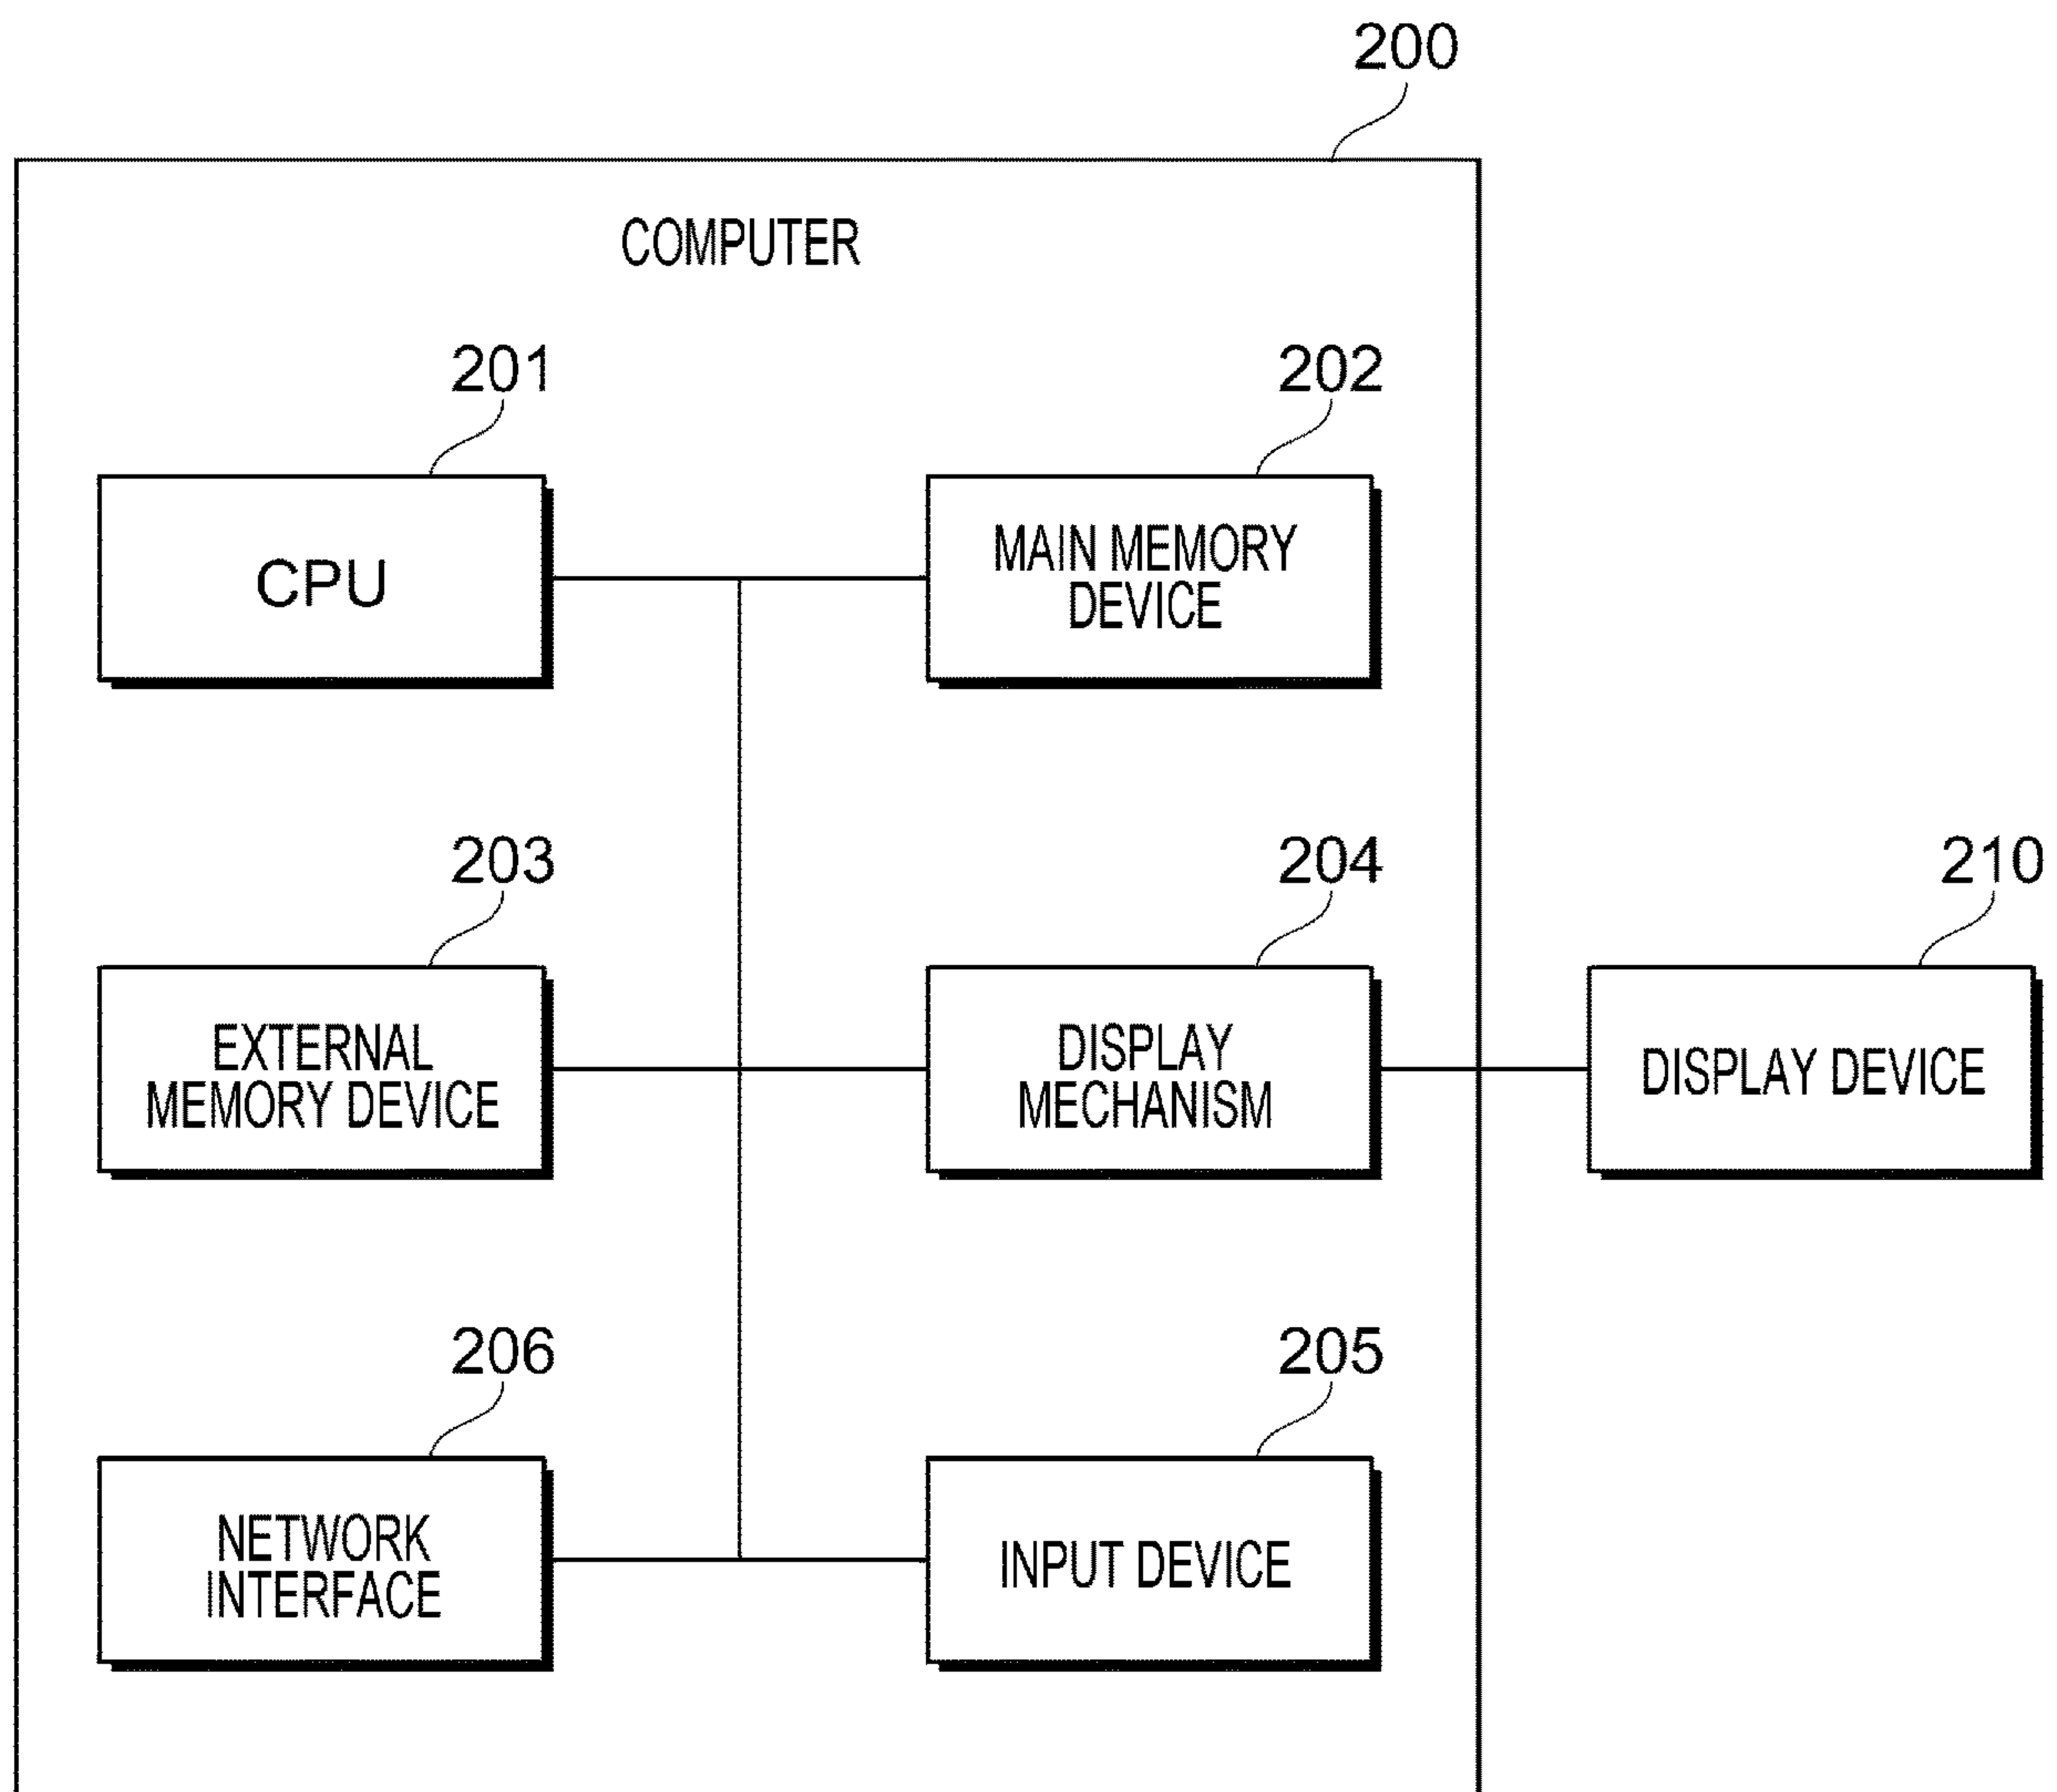 200
COMPUTER
201
202
CPU
MAIN MEMORY
DEVICE
203
204
210
EXTERNAL
MEMORY DEVICE
DISPLAY
MECHANISM
DISPLAY DEVICE
206
205
NETWORK
INTERFACE
INPUT DEVICE